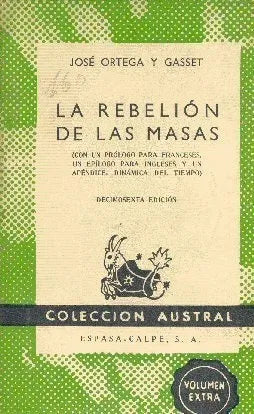 JOSÉ ORTEGA Y GASSET
LA REBELIÓN
DE LAS MASAS
(CON UN PRÓLOGO PARA FRANCESES,
UN EPÍLOGO PARA INGLESES Y UN
APÉNDICE: DINÁMICA DEL TIEMPO)
DECIMOSEXTA EDICIÓN
COLECCION AUSTRAL
ESPASA-CALPE, S. A.
VOLUMEN
EXTRA